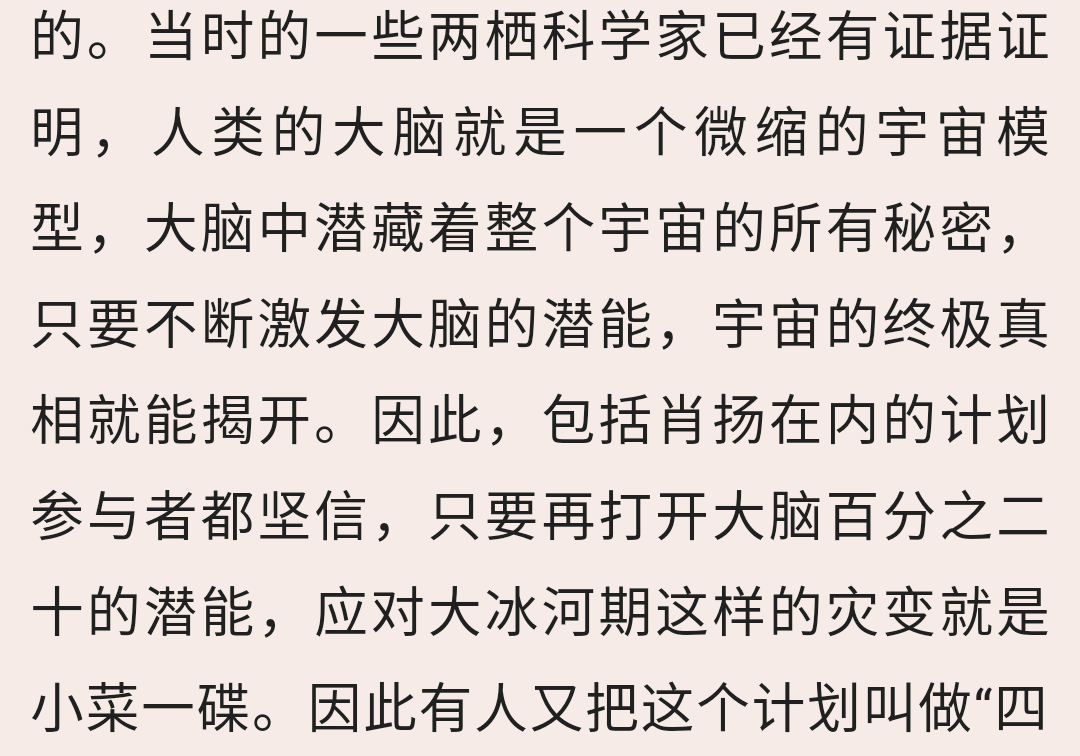 的。当时的一些两栖科学家已经有证据证
明，人类的大脑就是一个微缩的宇宙模
型，大脑中潜藏着整个宇宙的所有秘密，
只要不断激发大脑的潜能，宇宙的终极真
相就能揭开。因此，包括肖扬在内的计划
参与者都坚信，只要再打开大脑百分之二
十的潜能，应对大冰河期这样的灾变就是
小菜一碟。因此有人又把这个计划叫做“四